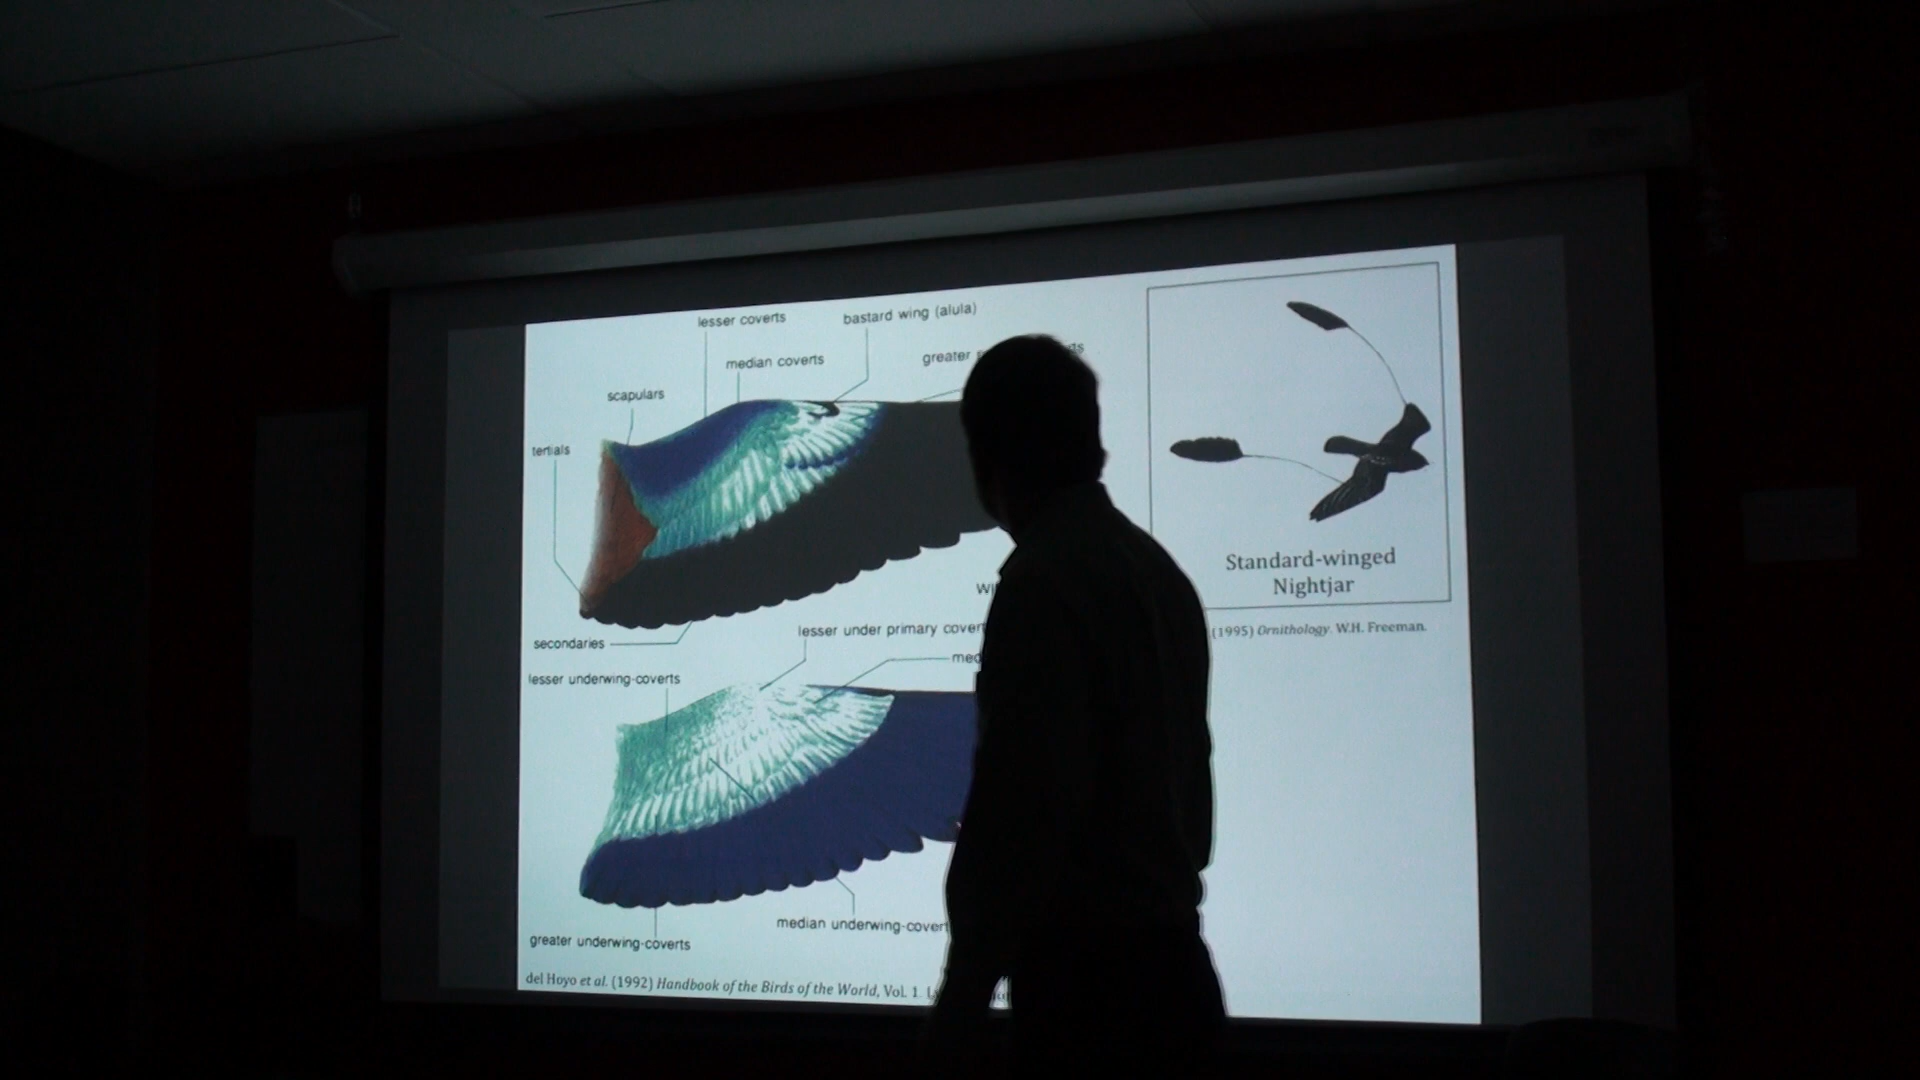 lesser coverts
bastard wing (alula)
median coverts
greater
scapulars
tertials
secondaries
lesser under primary
lesser underwing-coverts
median underwing-covert
greater underwing-coverts
del Hoyo et al. (1992) Handbook of the Birds of the World, Vol. 1.
Standard-winged
Nightjar
(1995) Ornithology. W.H. Freeman.